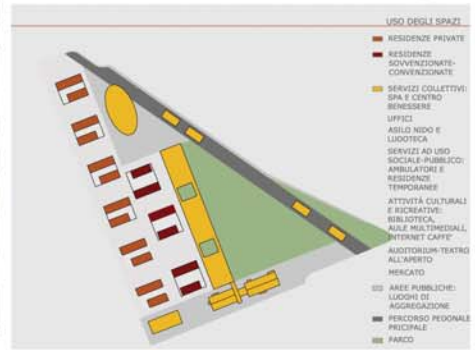 USO DEGLI SPAZI
RESIDENZE PRIVATE
RESIDENZE
SOVVENZIONATE-
CONVENZIONATE
SERVIZI COLLETTIVI:
SPA E CENTRO
BENESSERE
UFFICI
ASILO NIDO E
LUDOTECA
SERVIZI AD USO
SOCIALE-PUBBLICO:
AMBULATORI E
RESIDENZE
TEMPORANEE
ATTIVITÀ CULTURALI
E RICREATIVE:
BIBLIOTECA,
AULE MULTIMEDIALI,
INTERNET CAFFE'
AUDITORIUM-TEATRO
ALL'APERTO
MERCATO
AREE PUBBLICHE:
LUOGHI DI
AGGREGAZIONE
PERCORSO PEDONALE
PRICIPALE
PARCO